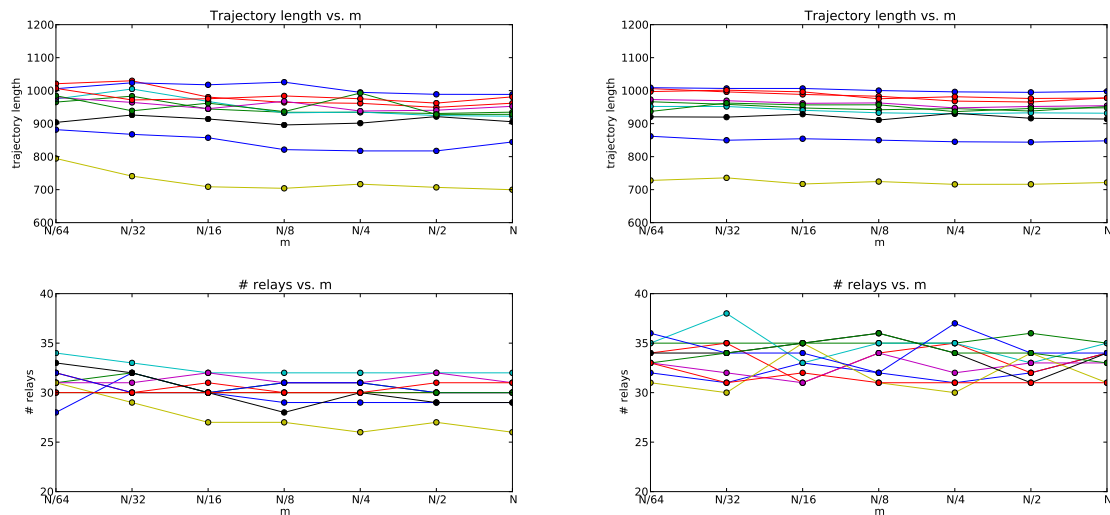 Trajectory length vs. m
1200
1100
1000
900
800
700
600
trajectory length
N/64 N/32 N/16 N/8 N/4 N/2 N
m
Trajectory length vs. m
1200
1100
1000
900
800
700
600
trajectory length
N/64 N/32 N/16 N/8 N/4 N/2 N
m
# relays vs. m
40
35
30
25
20
# relays
N/64 N/32 N/16 N/8 N/4 N/2 N
m
# relays vs. m
40
35
30
25
20
# relays
N/64 N/32 N/16 N/8 N/4 N/2 N
m